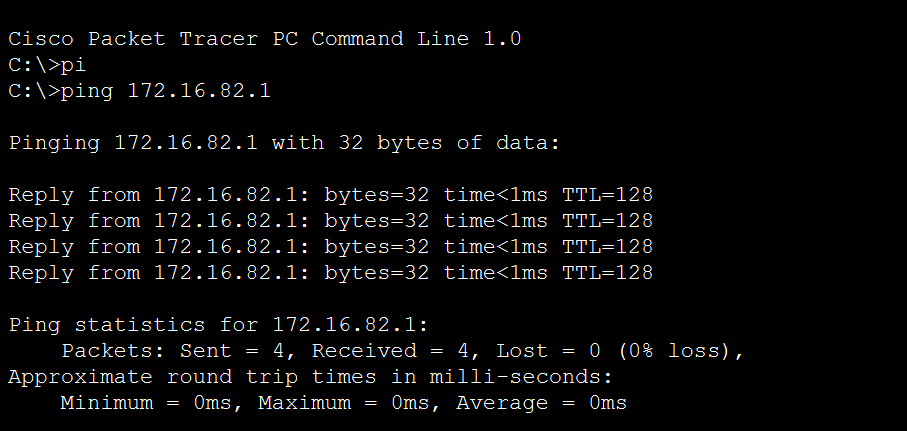 Cisco Packet Tracer PC Command Line 1.0
C:\>pi
C:\>ping 172.16.82.1
Pinging 172.16.82.1 with 32 bytes of data:
Reply from 172.16.82.1: bytes=32 time<1ms TTL=128
Reply from 172.16.82.1: bytes=32 time<1ms TTL=128
Reply from 172.16.82.1: bytes=32 time<1ms TTL=128
Reply from 172.16.82.1: bytes=32 time<1ms TTL=128
Ping statistics for 172.16.82.1:
    Packets: Sent = 4, Received = 4, Lost = 0 (0% loss),
Approximate round trip times in milli-seconds:
    Minimum = 0ms, Maximum = 0ms, Average = 0ms